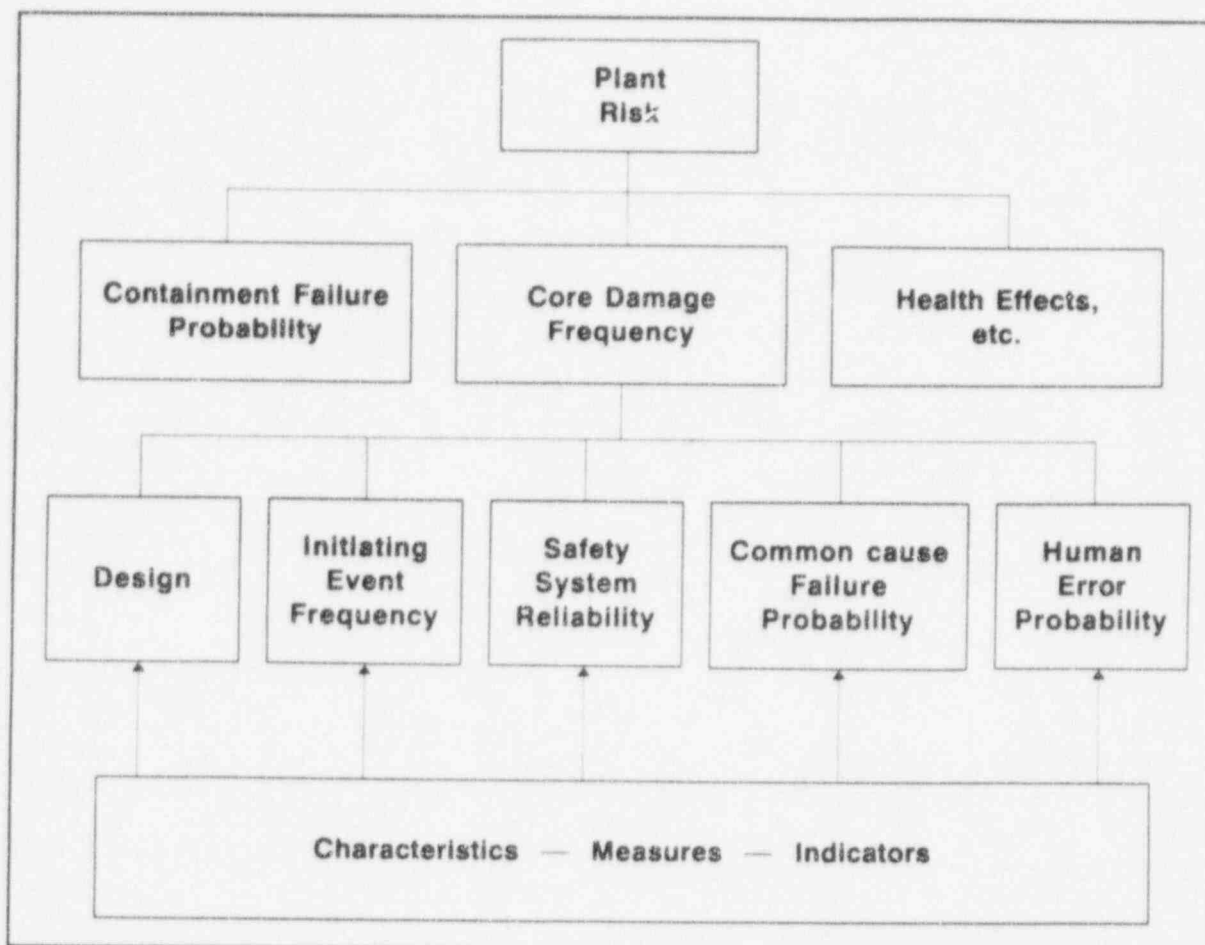 Plant
Risk
Containment Failure
Probability
Core Damage
Frequency
Health Effects,
etc.
Design
Initiating
Event
Frequency
Safety
System
Reliability
Common cause
Failure
Probability
Human
Error
Probability
Characteristics — Measures — Indicators